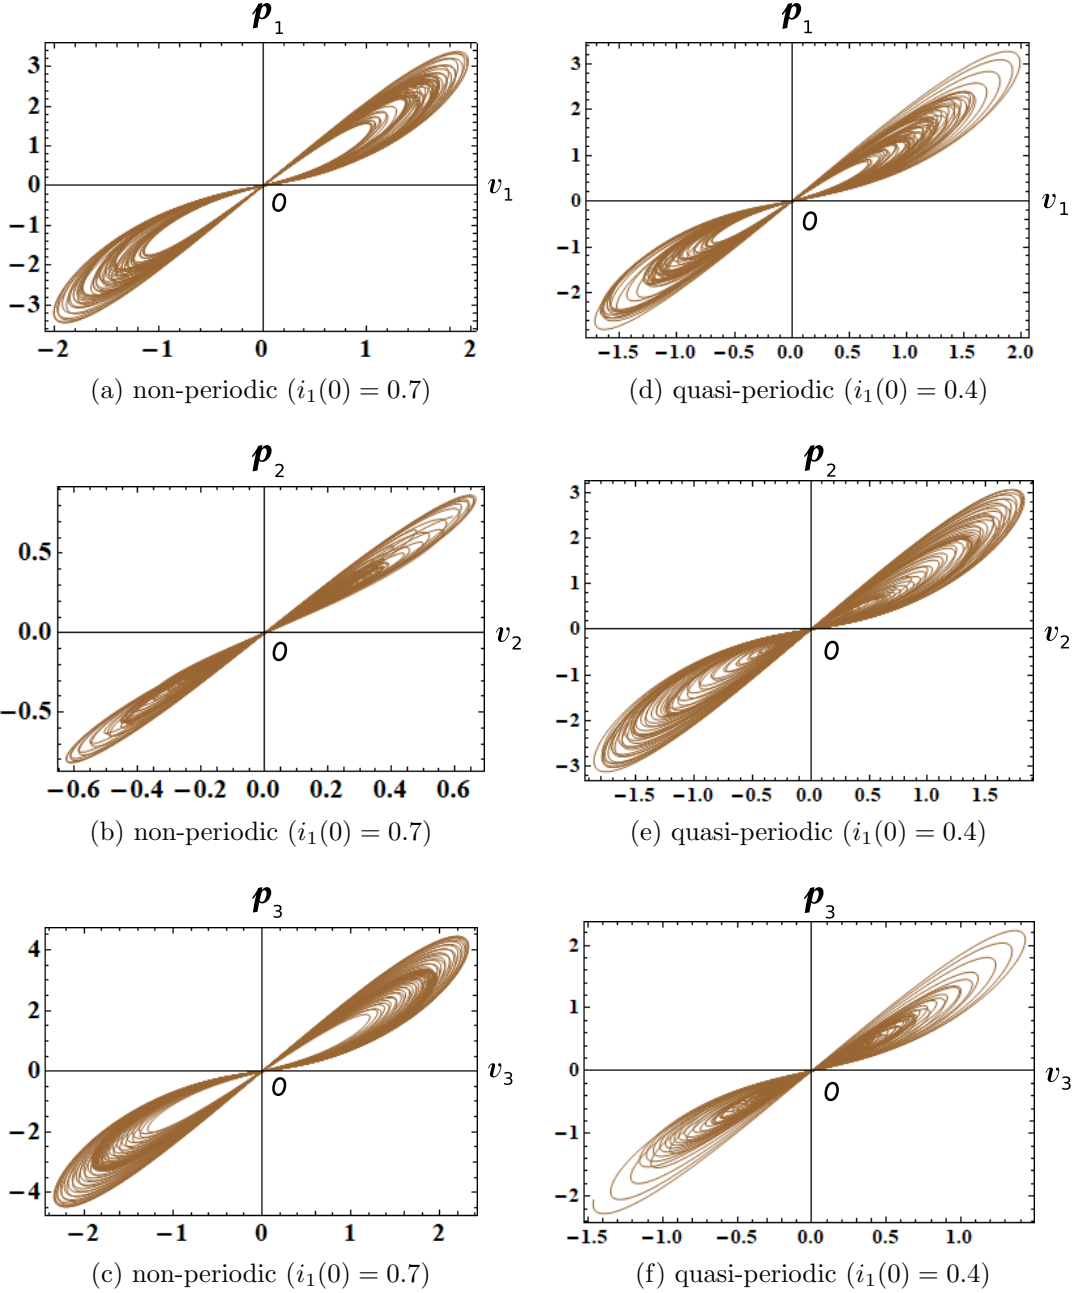 p₁
3
2
1
0
−1
−2
−3
−2 −1 0 1 2
O
v₁
(a) non-periodic (i₁(0) = 0.7)
p₁
3
2
1
0
−1
−2
−1.5 −1.0 −0.5 0.0 0.5 1.0 1.5 2.0
O
v₁
(d) quasi-periodic (i₁(0) = 0.4)
p₂
0.5
0.0
−0.5
−0.6 −0.4 −0.2 0.0 0.2 0.4 0.6
O
v₂
(b) non-periodic (i₁(0) = 0.7)
p₂
3
2
1
0
−1
−2
−3
−1.5 −1.0 −0.5 0.0 0.5 1.0 1.5
O
v₂
(e) quasi-periodic (i₁(0) = 0.4)
p₃
4
2
0
−2
−4
−2 −1 0 1 2
O
v₃
(c) non-periodic (i₁(0) = 0.7)
p₃
2
1
0
−1
−2
−1.5 −1.0 −0.5 0.0 0.5 1.0
O
v₃
(f) quasi-periodic (i₁(0) = 0.4)